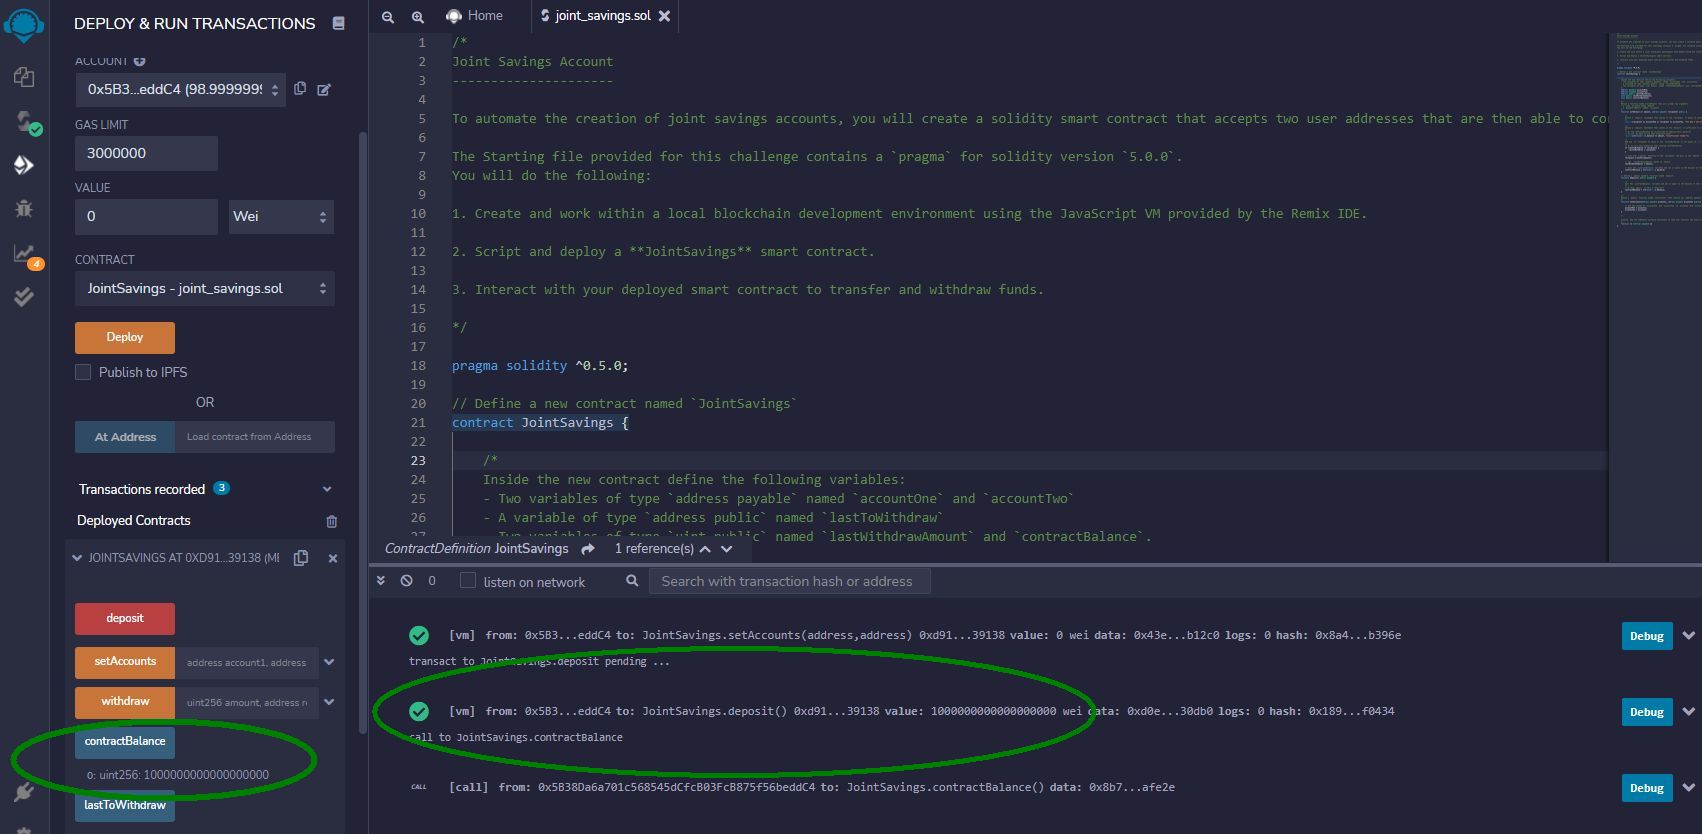 DEPLOY & RUN TRANSACTIONS
ACCOUNT
0x5B3...eddC4 (98.9999999
GAS LIMIT
3000000
VALUE
0
Wei
CONTRACT
JointSavings - joint_savings.sol
Deploy
Publish to IPFS
OR
At Address
Load contract from Address
Transactions recorded 3
Deployed Contracts
JOINTSAVINGS AT 0XD91...39138 (ME
deposit
setAccounts
address account1, address
withdraw
uint256 amount, address re
contractBalance
0: uint256: 1000000000000000000
lastToWithdraw
4
Home
joint_savings.sol
1 /*
2 Joint Savings Account
3 ---------------------
4
5 To automate the creation of joint savings accounts, you will create a solidity smart contract that accepts two user addresses that are then able to co
6
7 The Starting file provided for this challenge contains a `pragma` for solidity version `5.0.0`.
8 You will do the following:
9
10 1. Create and work within a local blockchain development environment using the JavaScript VM provided by the Remix IDE.
11
12 2. Script and deploy a **JointSavings** smart contract.
13
14 3. Interact with your deployed smart contract to transfer and withdraw funds.
15
16 */
17
18 pragma solidity ^0.5.0;
19
20 // Define a new contract named `JointSavings`
21 contract JointSavings {
22
23 /*
24 Inside the new contract define the following variables:
25 - Two variables of type `address payable` named `accountOne` and `accountTwo`
26 - A variable of type `address public` named `lastToWithdraw`
27 - Two variables of type `uint public` named `lastWithdrawAmount` and `contractBalance`.
ContractDefinition JointSavings 1 reference(s)
0
listen on network
Search with transaction hash or address
[vm] from: 0x5B3...eddC4 to: JointSavings.setAccounts(address,address) 0xd91...39138 value: 0 wei data: 0x43e...b12c0 logs: 0 hash: 0x8a4...b396e
Debug
transact to JointSavings.deposit pending ...
[vm] from: 0x5B3...eddC4 to: JointSavings.deposit() 0xd91...39138 value: 1000000000000000000 wei data: 0xd0e...30db0 logs: 0 hash: 0x189...f0434
Debug
call to JointSavings.contractBalance
CALL [call] from: 0x5B38Da6a701c568545dCfcB03FcB875f56beddC4 to: JointSavings.contractBalance() data: 0x8b7...afe2e
Debug